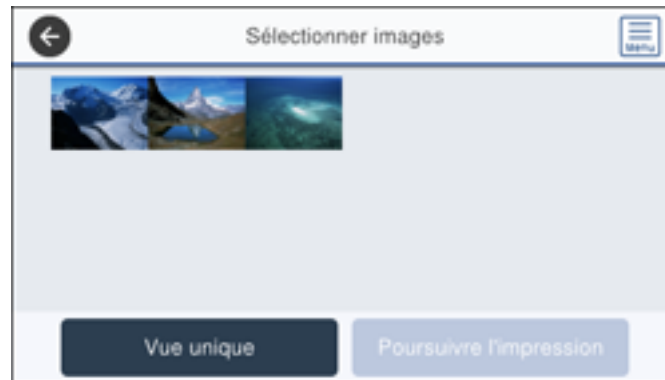 Sélectionner images
Menu
Vue unique
Poursuivre l'impression